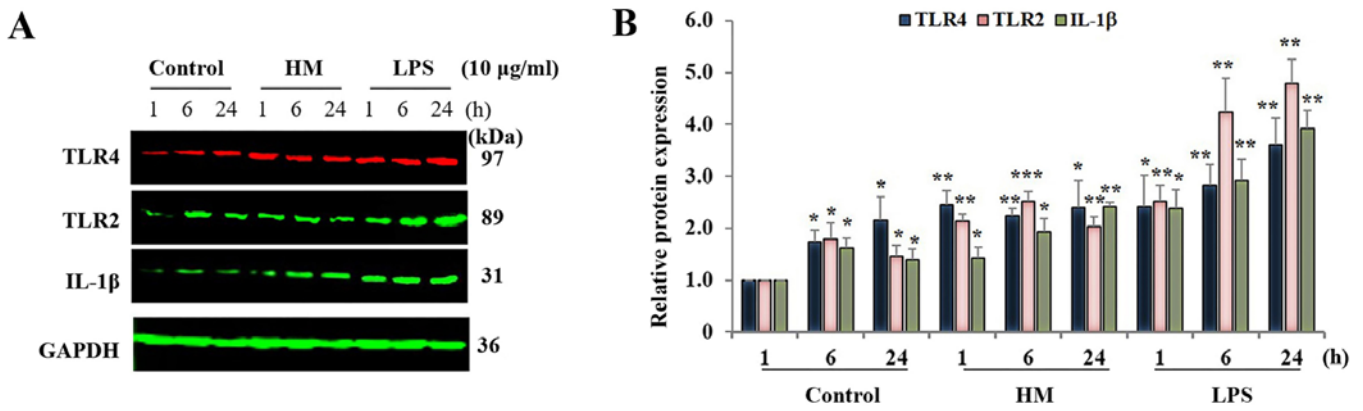 A
Control HM LPS (10 µg/ml)
1 6 24 1 6 24 1 6 24 (h)
(kDa)
TLR4 97
TLR2 89
IL-1β 31
GAPDH 36
B
TLR4 TLR2 IL-1β
Relative protein expression
6.0
5.0
4.0
3.0
2.0
1.0
0
* * * * * * ** ** * ** *** * * ** ** * ** * ** ** ** ** ** **
1 6 24 1 6 24 1 6 24 (h)
Control HM LPS